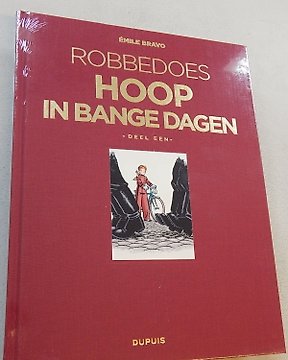 ÉMILE BRAVO
ROBBEDOES
HOOP
IN BANGE DAGEN
• DEEL EEN •
DUPUIS